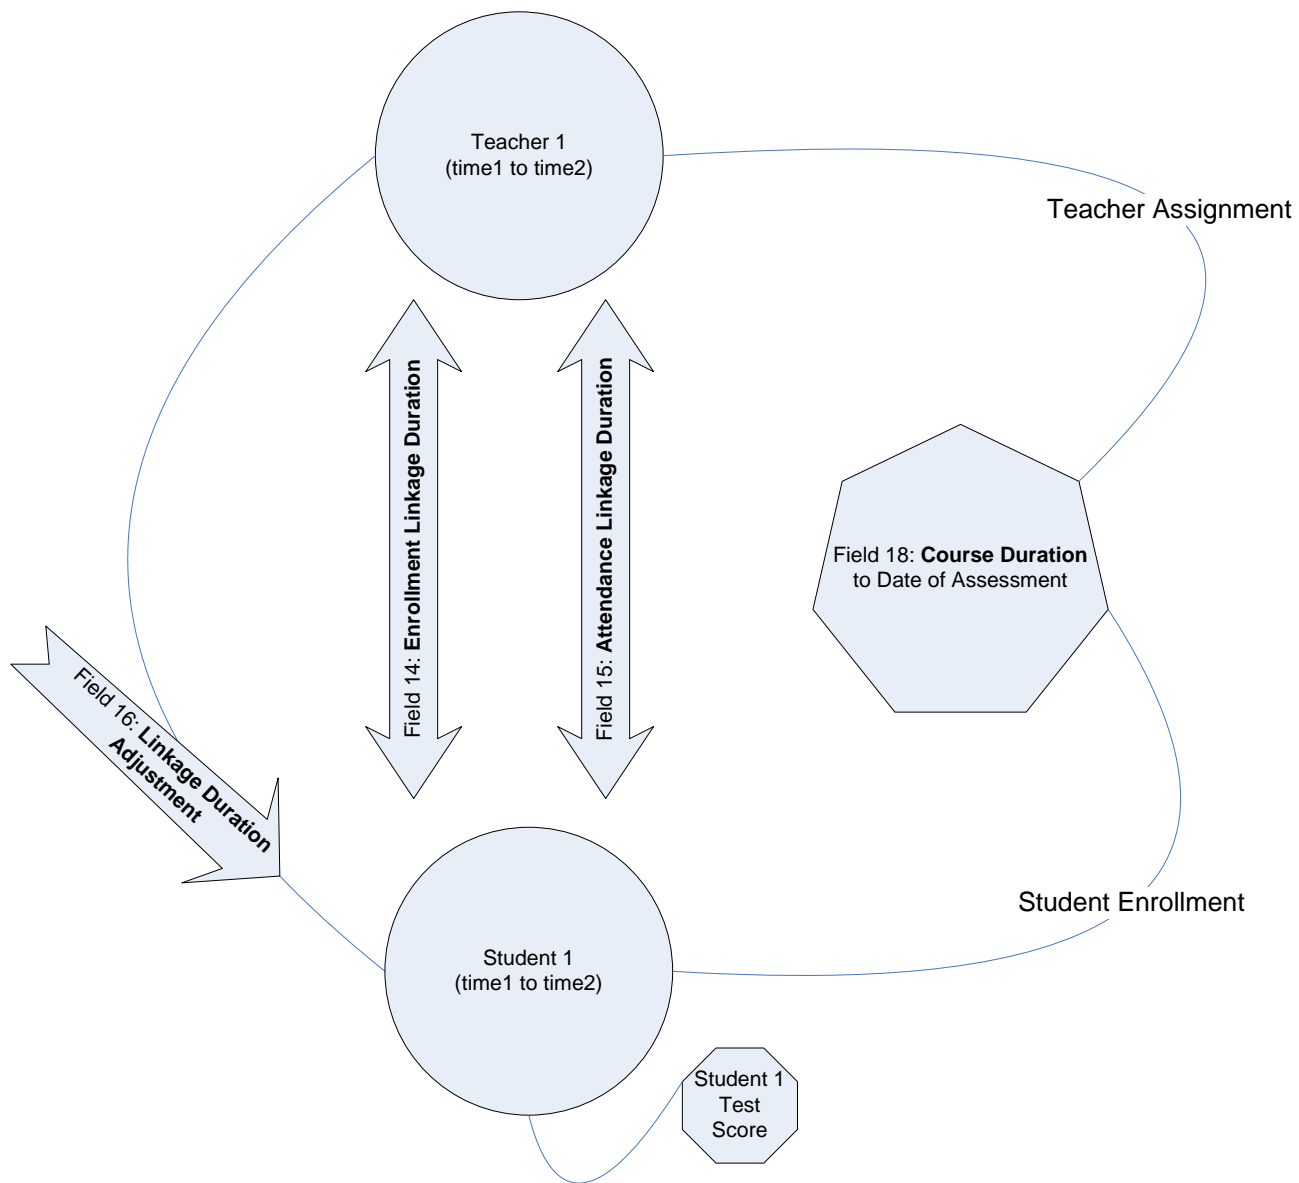 Teacher 1
(time1 to time2)
Teacher Assignment
Field 14: Enrollment Linkage Duration
Field 15: Attendance Linkage Duration
Field 18: Course Duration
to Date of Assessment
Field 16: Linkage Duration
Adjustment
Student Enrollment
Student 1
(time1 to time2)
Student 1
Test
Score